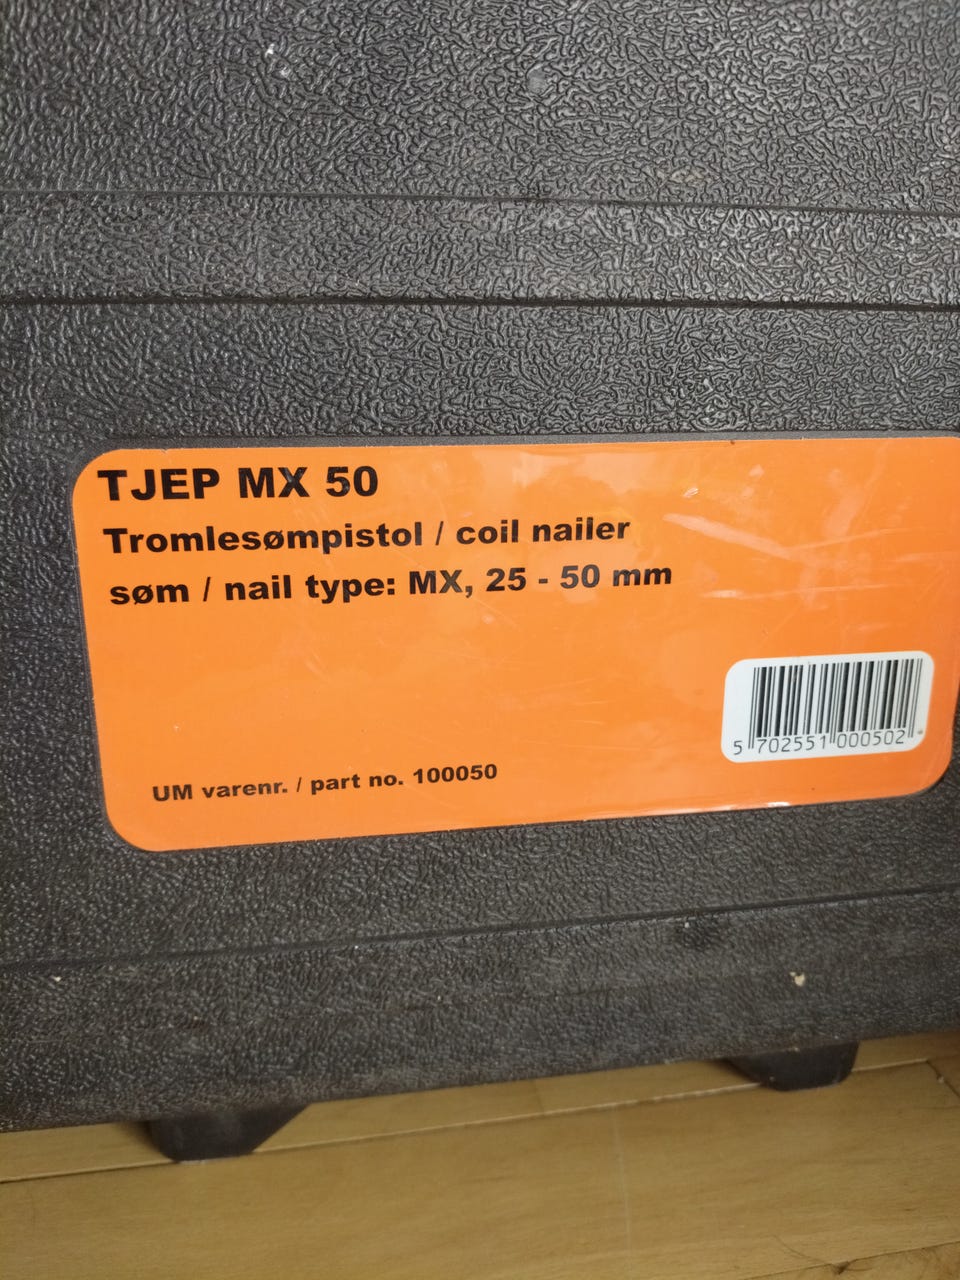 TJEP MX 50
Tromlesømpistol / coil nailer
søm / nail type: MX, 25 - 50 mm
5 702551 000502
UM varenr. / part no. 100050